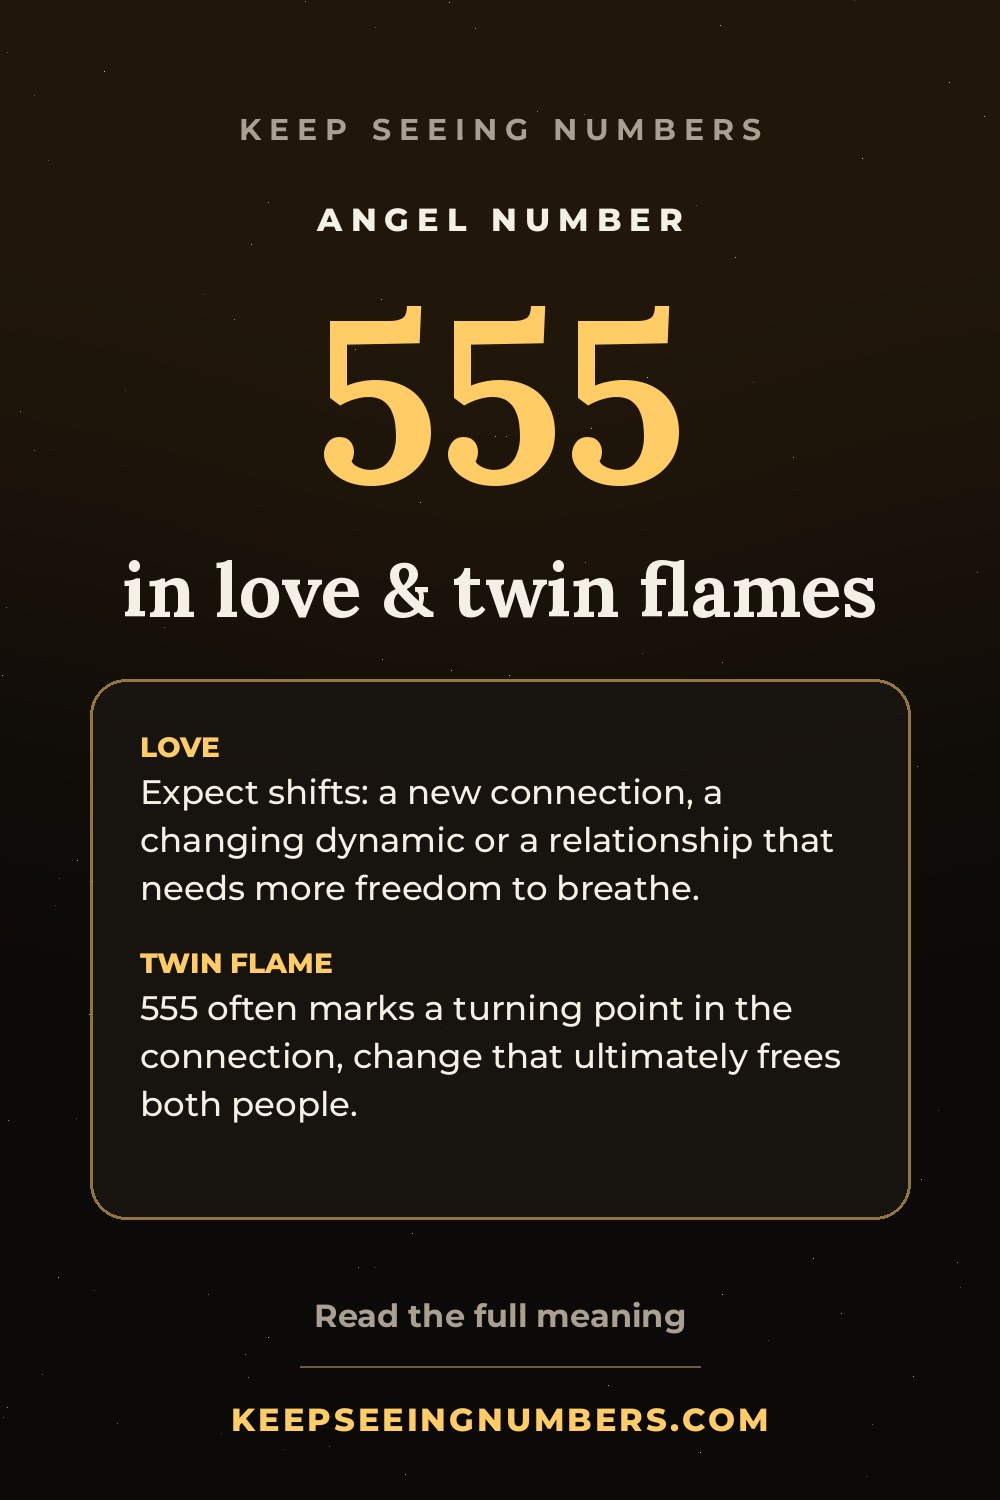 KEEP SEEING NUMBERS
ANGEL NUMBER
555
in love & twin flames
LOVE
Expect shifts: a new connection, a
changing dynamic or a relationship that
needs more freedom to breathe.
TWIN FLAME
555 often marks a turning point in the
connection, change that ultimately frees
both people.
Read the full meaning
KEEPSEEINGNUMBERS.COM